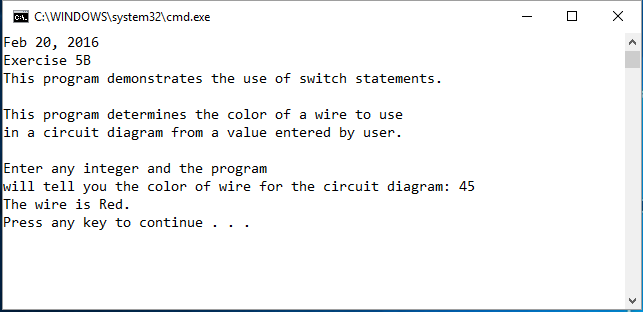 C:\WINDOWS\system32\cmd.exe
Feb 20, 2016
Exercise 5B
This program demonstrates the use of switch statements.
This program determines the color of a wire to use
in a circuit diagram from a value entered by user.
Enter any integer and the program
will tell you the color of wire for the circuit diagram: 45
The wire is Red.
Press any key to continue . . .